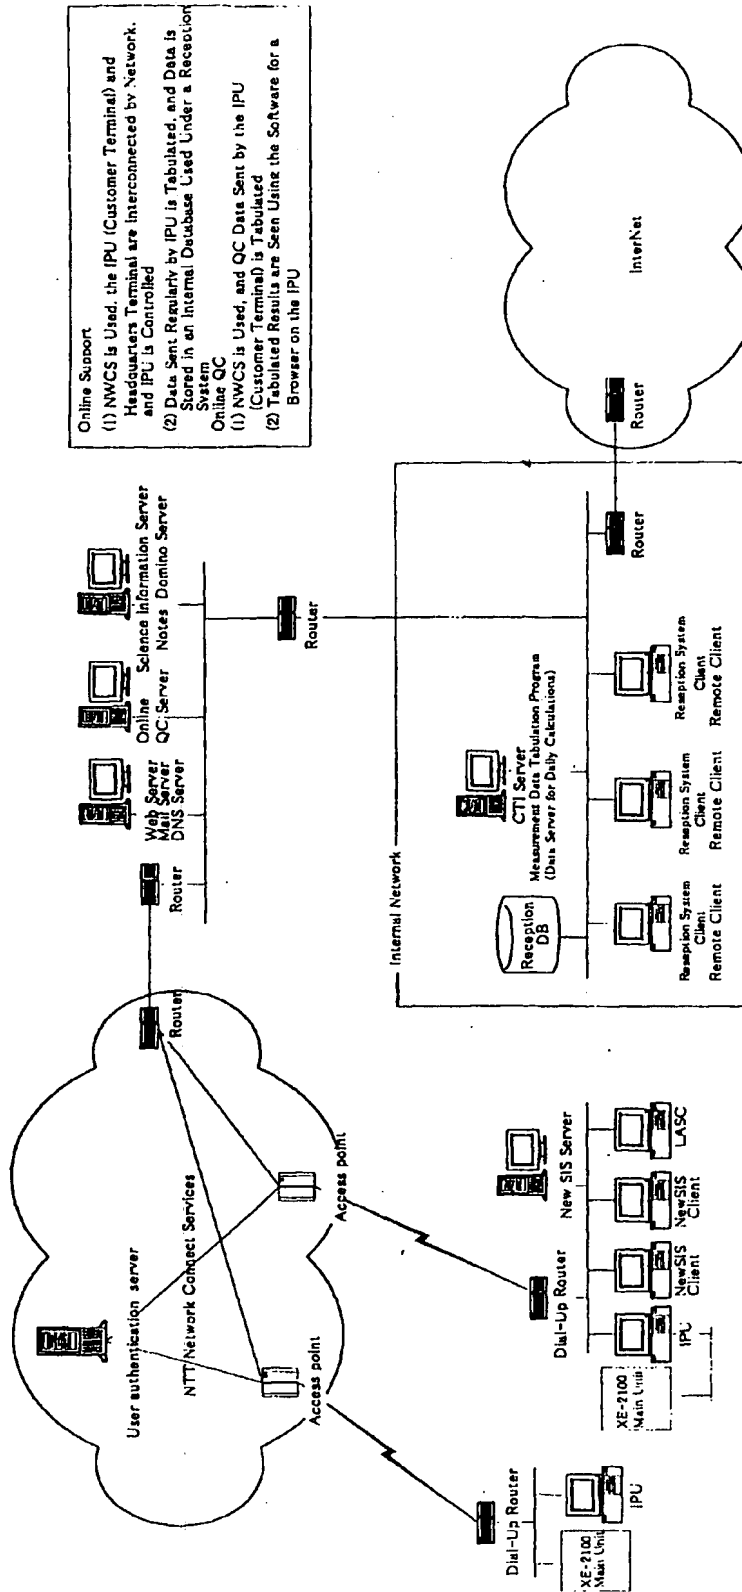 Online Support
(1) NWCS is Used, the IPU (Customer Terminal) and
Headquarters Terminal are Interconnected by Network,
and IPU is Controlled
(2) Data Sent Regularly by IPU is Tabulated, and Data is
Stored in an Internal Database Used Under a Reception
System
Online QC
(1) NWCS is Used, and QC Data Sent by the IPU
(Customer Terminal) is Tabulated
(2) Tabulated Results are Seen Using the Software for a
Browser on the IPU
User authentication server
NTT Network Connect Services
Access point
Access point
Router
Router
Web Server
Mail Server
DNS Server
Online
QC Server
Science Information Server
Notes Domino Server
Router
InterNet
Router
Router
Internal Network
Reception
DB
CTI Server
Measurement Data Tabulation Program
(Data Server for Daily Calculations)
Reseption System
Client
Remote Client
Reseption System
Client
Remote Client
Reseption System
Client
Remote Client
Dial-Up Router
XE-2100
Main Unit
IPU
Dial-Up Router
New SIS Server
XE-2100
Main Unit
IPU
NewSIS
Client
NewSIS
Client
LASC